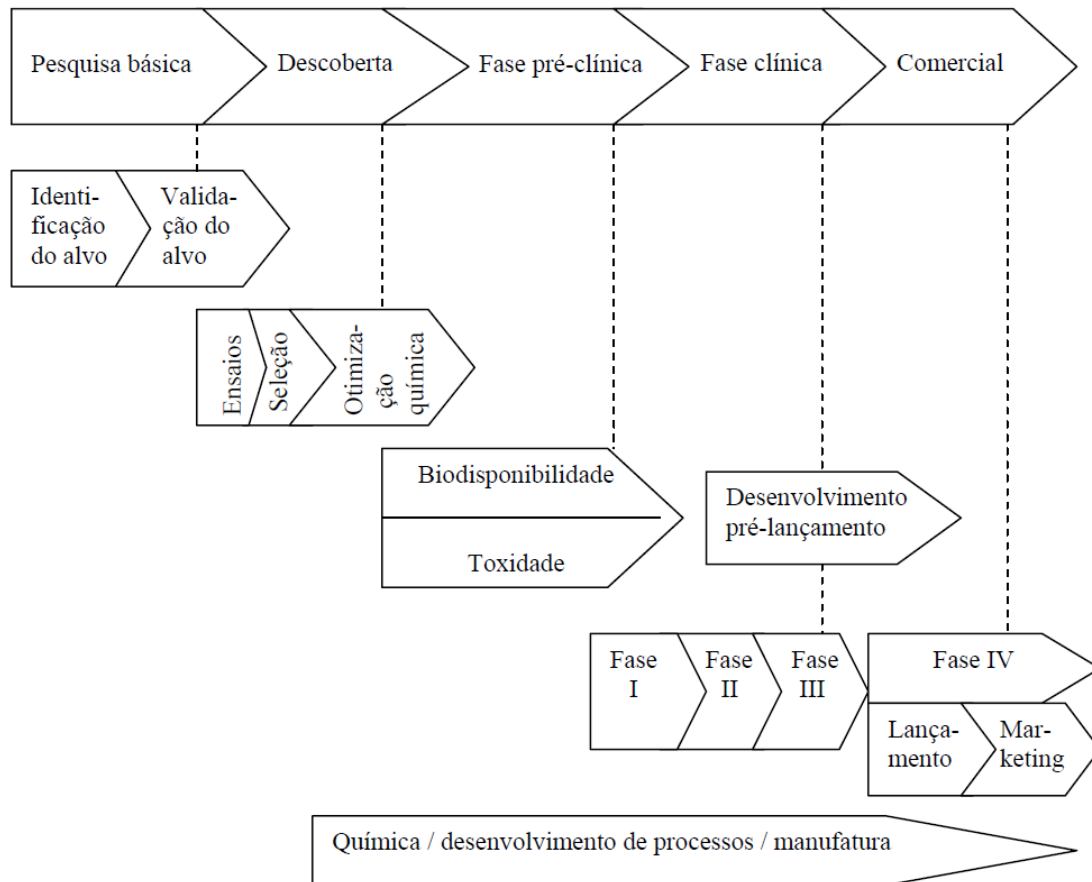 Pesquisa básica
Descoberta
Fase pré-clínica
Fase clínica
Comercial
Identi-
ficação
do alvo
Valida-
ção do
alvo
Ensaios
Seleção
Otimiza-
ção
química
Biodisponibilidade
Toxidade
Desenvolvimento
pré-lançamento
Fase
I
Fase
II
Fase
III
Fase IV
Lança-
mento
Mar-
keting
Química / desenvolvimento de processos / manufatura